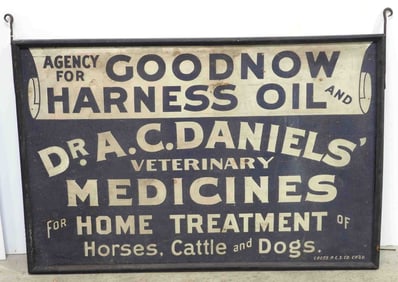 AGENCY FOR GOODNOW
HARNESS OIL AND
DR. A.C. DANIELS'
VETERINARY
MEDICINES
FOR HOME TREATMENT OF
Horses, Cattle and Dogs.